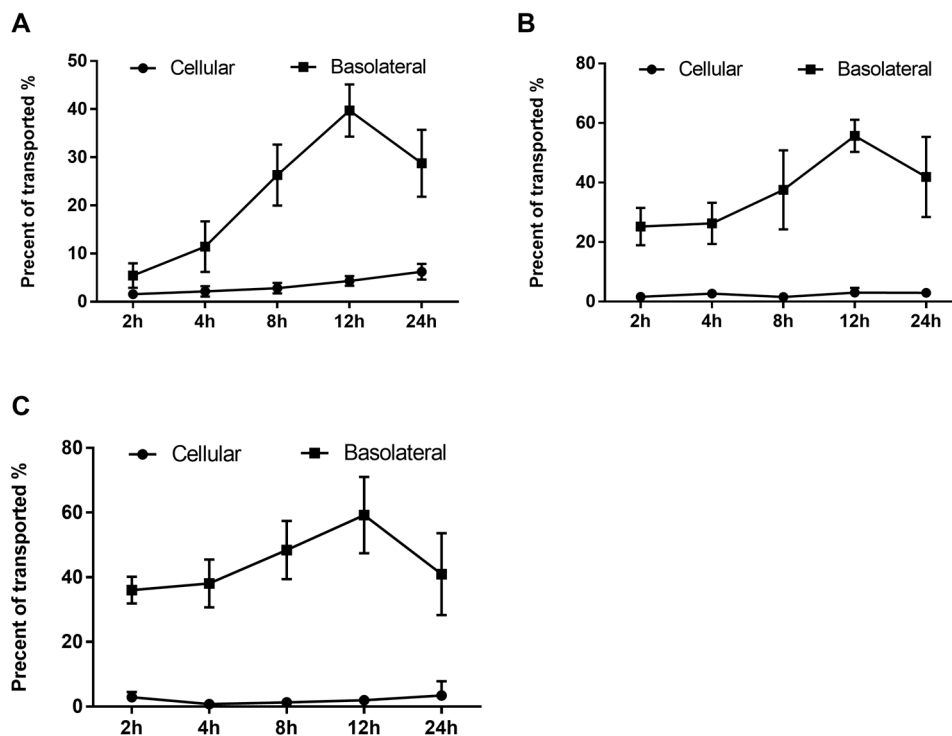 A
Cellular Basolateral
Precent of transported %
50
40
30
20
10
0
2h 4h 8h 12h 24h
B
Cellular Basolateral
Precent of transported %
80
60
40
20
0
2h 4h 8h 12h 24h
C
Cellular Basolateral
Precent of transported %
80
60
40
20
0
2h 4h 8h 12h 24h